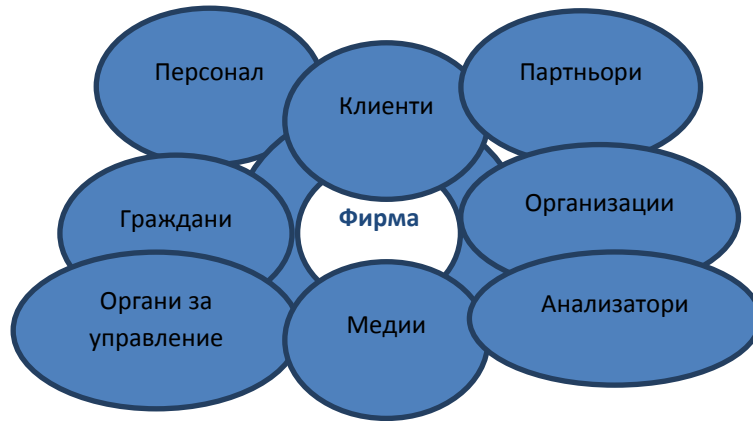 Персонал
Клиенти
Партньори
Граждани
Фирма
Организации
Органи за
управление
Медии
Анализатори